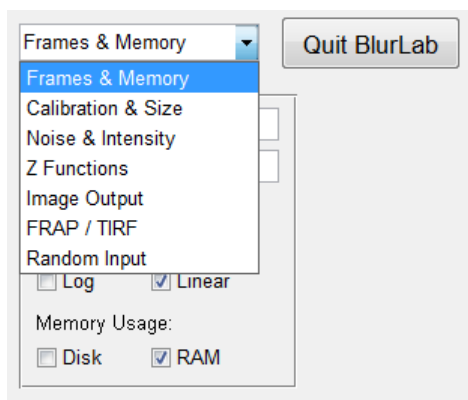 Frames & Memory Quit BlurLab
Frames & Memory
Calibration & Size
Noise & Intensity
Z Functions
Image Output
FRAP / TIRF
Random Input
Log Linear
Memory Usage:
Disk RAM